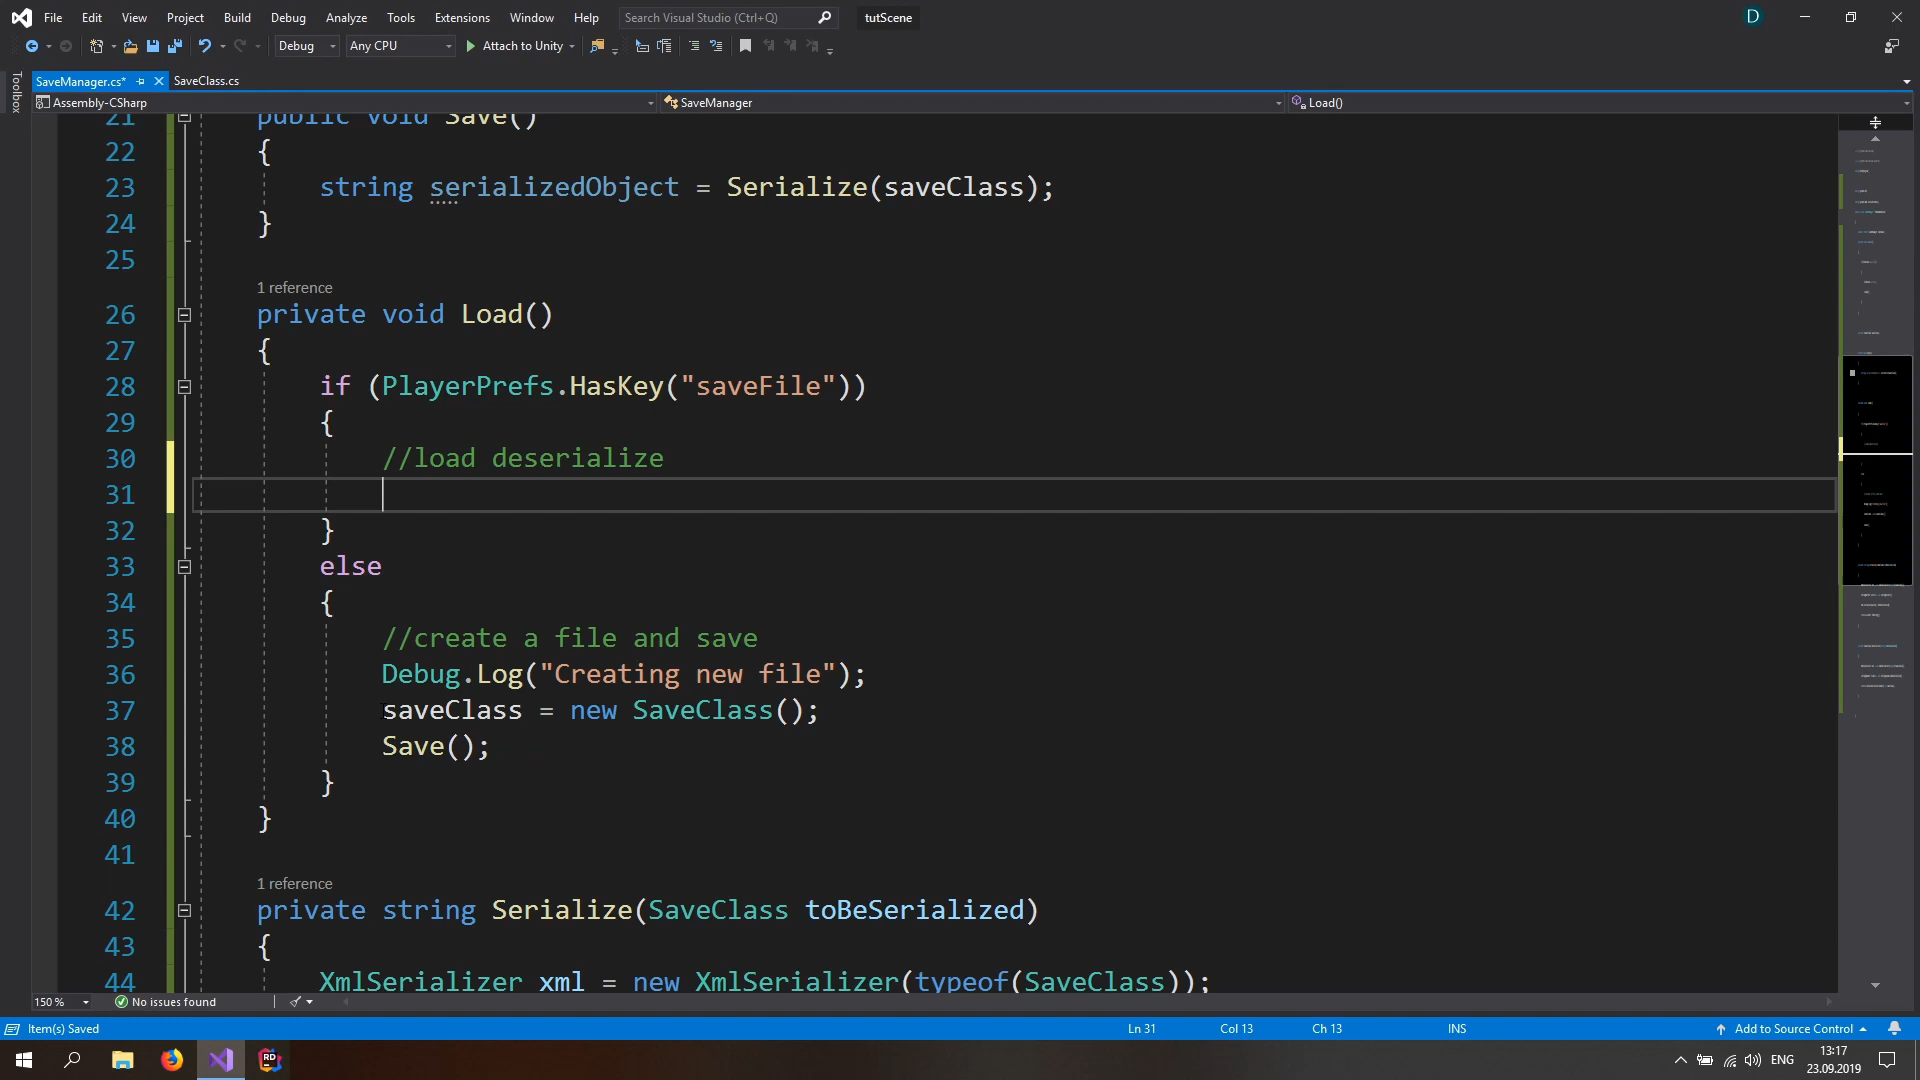 File Edit View Project Build Debug Analyze Tools Extensions Window Help Search Visual Studio (Ctrl+Q) tutScene D
Debug Any CPU Attach to Unity
Toolbox
SaveManager.cs* SaveClass.cs
Assembly-CSharp SaveManager Load()
21 public void Save()
22 {
23 string serializedObject = Serialize(saveClass);
24 }
25
1 reference
26 private void Load()
27 {
28 if (PlayerPrefs.HasKey("saveFile"))
29 {
30 //load deserialize
31
32 }
33 else
34 {
35 //create a file and save
36 Debug.Log("Creating new file");
37 saveClass = new SaveClass();
38 Save();
39 }
40 }
41
1 reference
42 private string Serialize(SaveClass toBeSerialized)
43 {
44 XmlSerializer xml = new XmlSerializer(typeof(SaveClass));
150 % No issues found
Item(s) Saved Ln 31 Col 13 Ch 13 INS Add to Source Control
RD ENG 13:17
23.09.2019